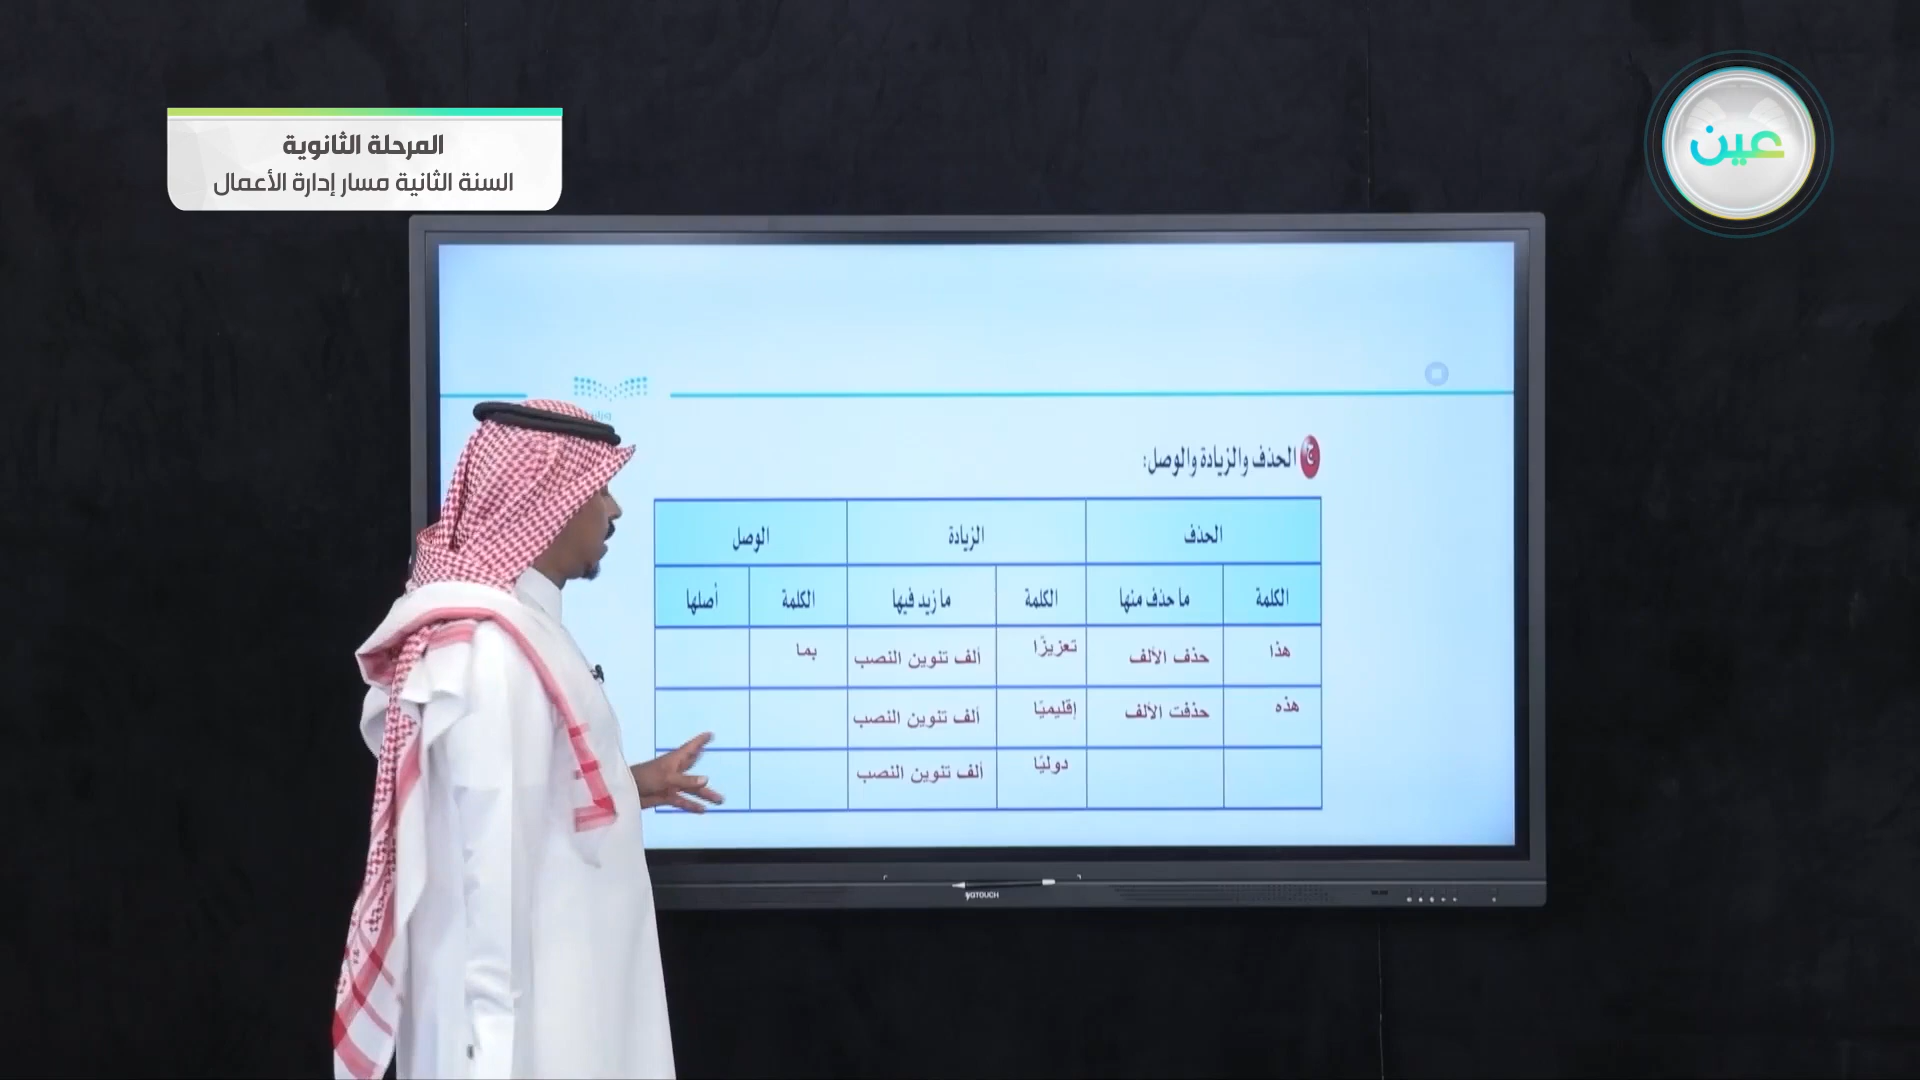 المرحلة الثانوية
السنة الثانية مسار إدارة الأعمال
عين
ج
الحذف والزيادة والوصل:
الحذف الزيادة الوصل
الكلمة ما حذف منها الكلمة ما زيد فيها الكلمة أصلها
هذا حذف الألف تعزيزًا ألف تنوين النصب بما
هذه حذفت الألف إقليميًا ألف تنوين النصب
دوليًا ألف تنوين النصب